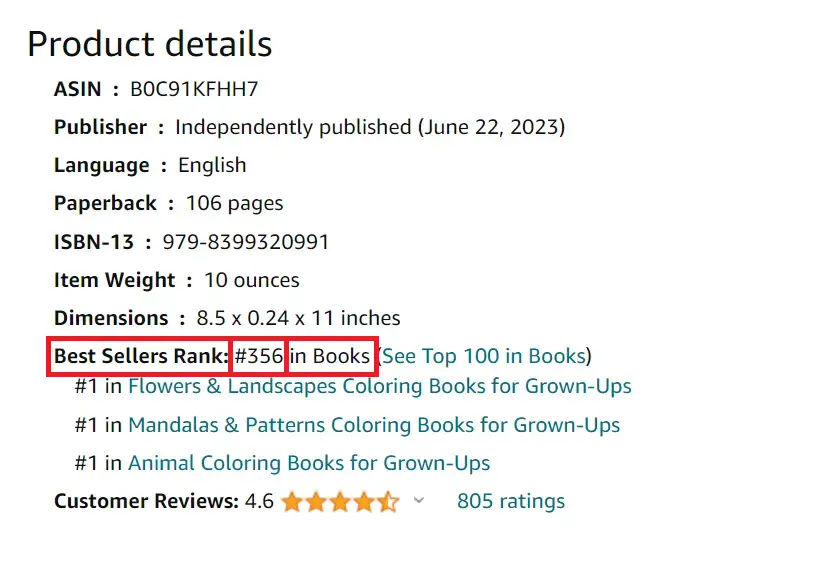 Product details
ASIN : B0C91KFHH7
Publisher : Independently published (June 22, 2023)
Language : English
Paperback : 106 pages
ISBN-13 : 979-8399320991
Item Weight : 10 ounces
Dimensions : 8.5 x 0.24 x 11 inches
Best Sellers Rank: #356 in Books (See Top 100 in Books)
#1 in Flowers & Landscapes Coloring Books for Grown-Ups
#1 in Mandalas & Patterns Coloring Books for Grown-Ups
#1 in Animal Coloring Books for Grown-Ups
Customer Reviews: 4.6 805 ratings